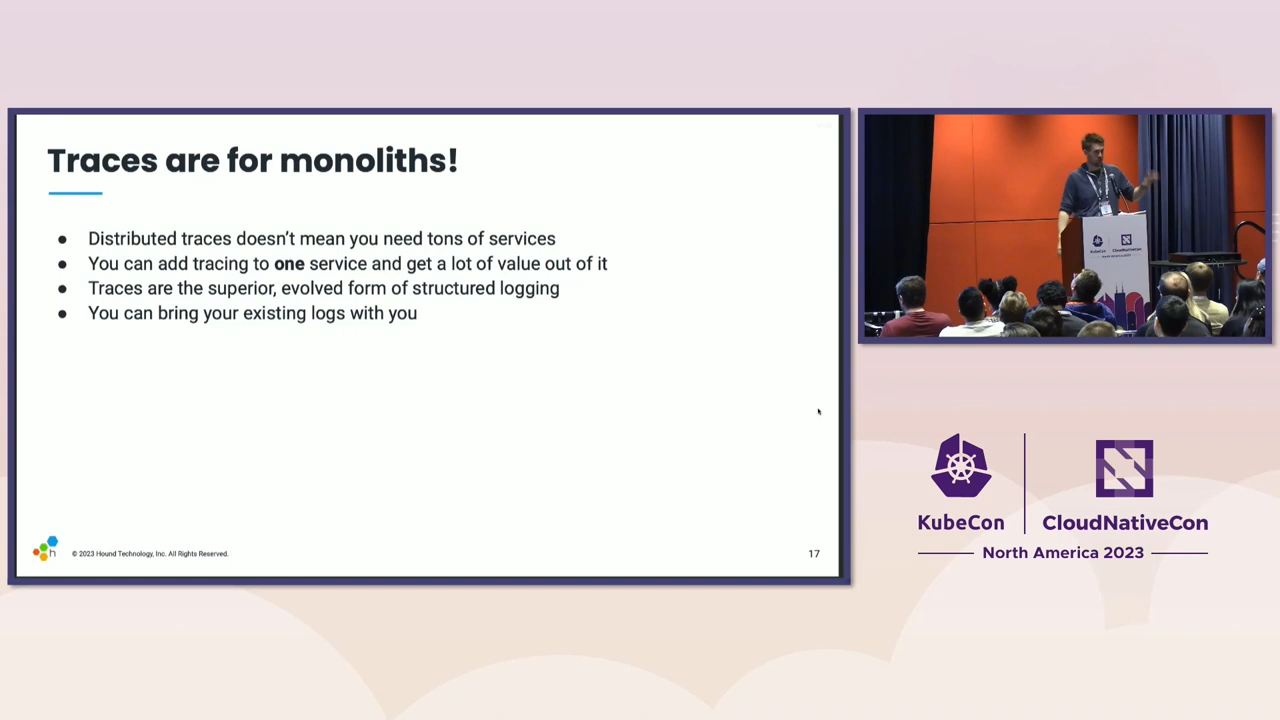 Traces are for monoliths!
● Distributed traces doesn't mean you need tons of services
● You can add tracing to one service and get a lot of value out of it
● Traces are the superior, evolved form of structured logging
● You can bring your existing logs with you
h © 2023 Hound Technology, Inc. All Rights Reserved.
17
KubeCon
CloudNativeCon
North America 2023